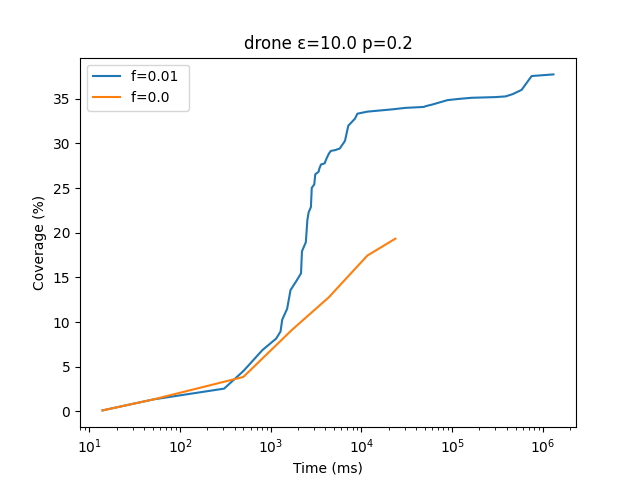 drone ε=10.0 p=0.2
f=0.01
f=0.0
Coverage (%)
35
30
25
20
15
10
5
0
10¹ 10² 10³ 10⁴ 10⁵ 10⁶
Time (ms)